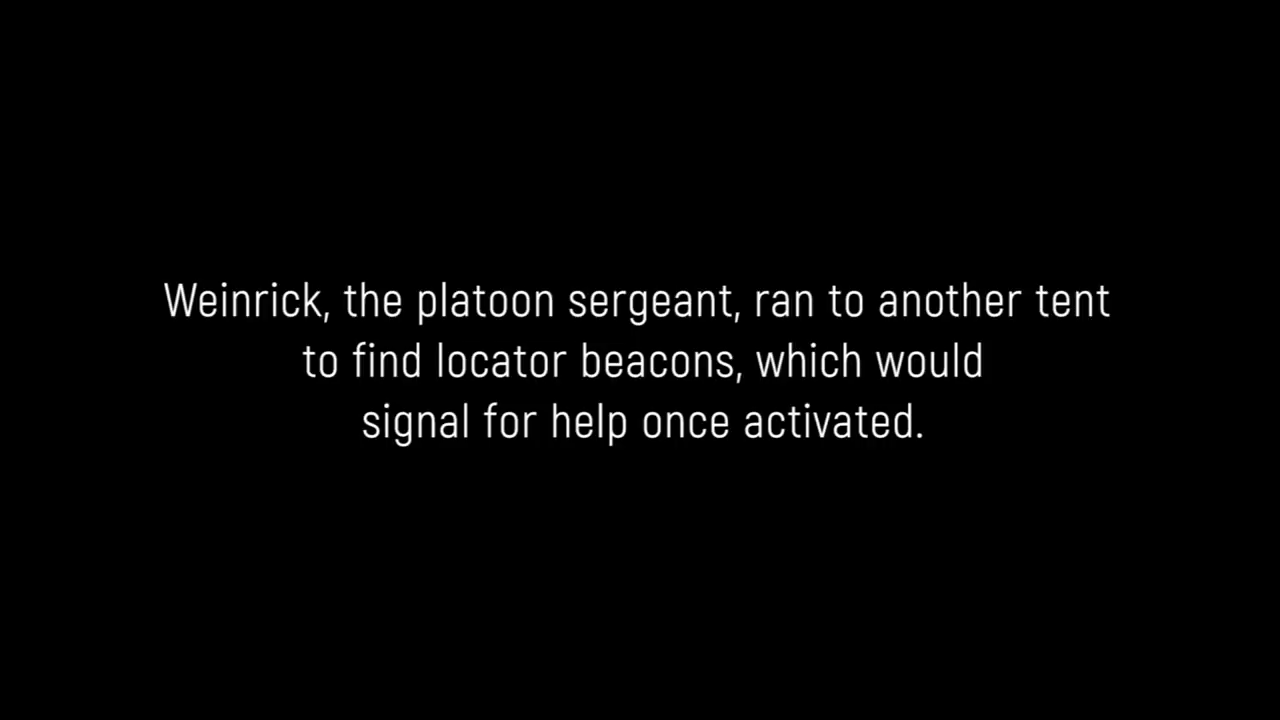 Weinrick, the platoon sergeant, ran to another tent
to find locator beacons, which would
signal for help once activated.